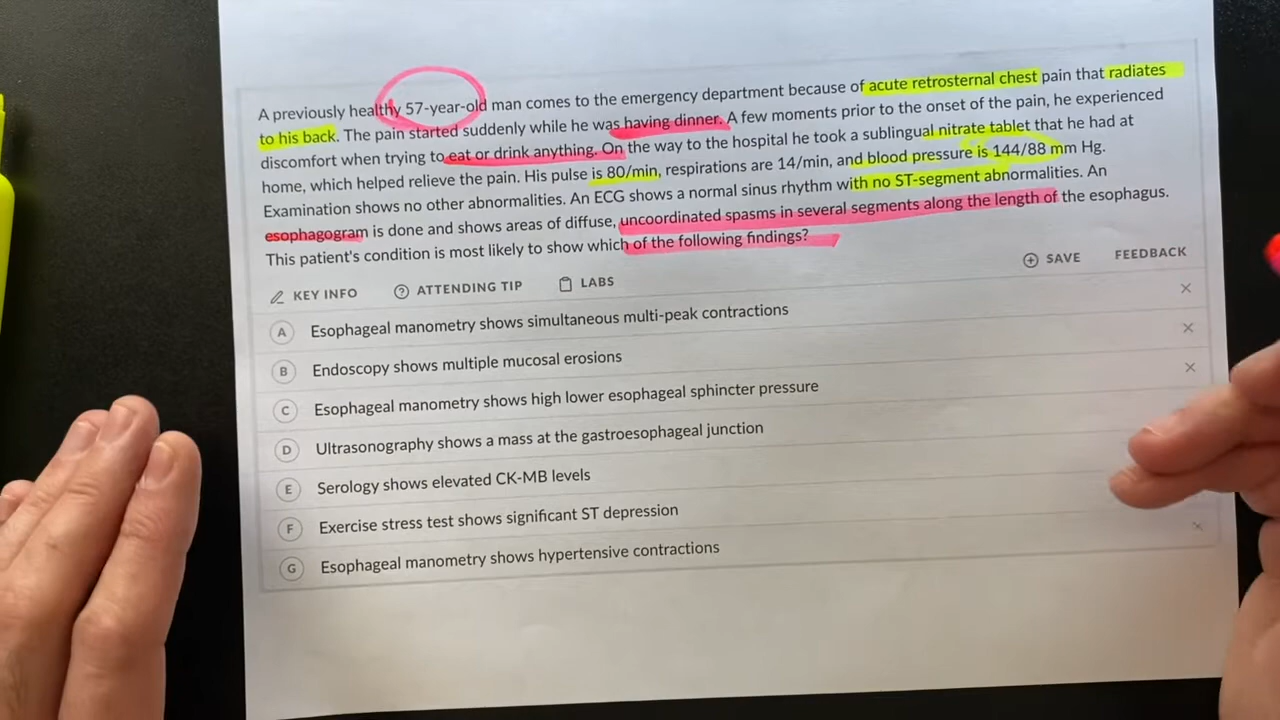 A previously healthy 57-year-old man comes to the emergency department because of acute retrosternal chest pain that radiates
to his back. The pain started suddenly while he was having dinner. A few moments prior to the onset of the pain, he experienced
discomfort when trying to eat or drink anything. On the way to the hospital he took a sublingual nitrate tablet that he had at
home, which helped relieve the pain. His pulse is 80/min, respirations are 14/min, and blood pressure is 144/88 mm Hg.
Examination shows no other abnormalities. An ECG shows a normal sinus rhythm with no ST-segment abnormalities. An
esophagogram is done and shows areas of diffuse, uncoordinated spasms in several segments along the length of the esophagus.
This patient's condition is most likely to show which of the following findings?
KEY INFO ATTENDING TIP LABS SAVE FEEDBACK
A Esophageal manometry shows simultaneous multi-peak contractions
B Endoscopy shows multiple mucosal erosions
C Esophageal manometry shows high lower esophageal sphincter pressure
D Ultrasonography shows a mass at the gastroesophageal junction
E Serology shows elevated CK-MB levels
F Exercise stress test shows significant ST depression
G Esophageal manometry shows hypertensive contractions